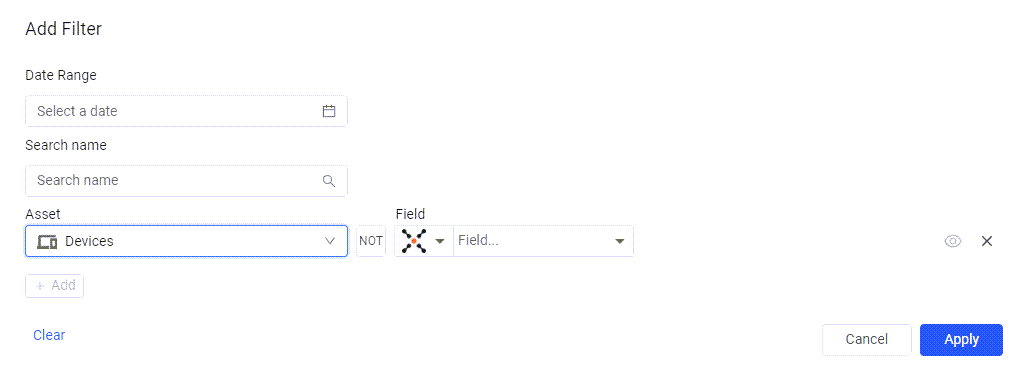 Add Filter
Date Range
Select a date
Search name
Search name
Asset Field
Devices NOT Field...
+ Add
Clear Cancel Apply